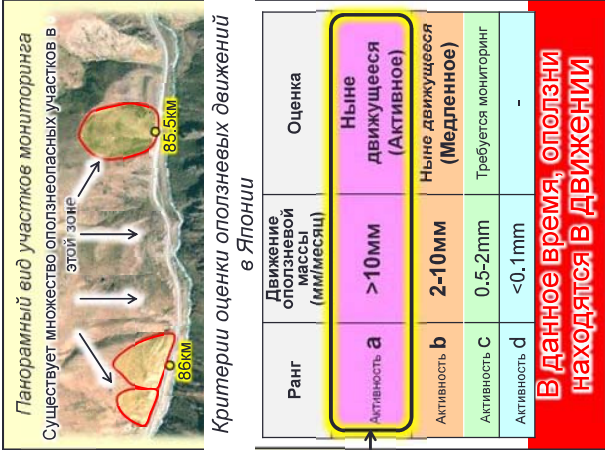 Панорамный вид участков мониторинга
Существует множество оползнеопасных участков в
этой зоне
86км
85.5км
Критерии оценки оползневых движений
в Японии
Ранг
Движение
оползневой
массы
(мм/месяц)
Оценка
Активность a
>10мм
Ныне
движущееся
(Активное)
Активность b
2-10мм
Ныне движущееся
(Медленное)
Активность c
0.5-2mm
Требуется мониторинг
Активность d
<0.1mm
-
В данное время, оползни
находятся в движении